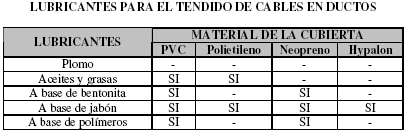 LUBRICANTES PARA EL TENDIDO DE CABLES EN DUCTOS
LUBRICANTES MATERIAL DE LA CUBIERTA
PVC Polietileno Neopreno Hypalon
Plomo - - - -
Aceites y grasas SI SI - -
A base de bentonita SI - SI -
A base de jabón SI SI SI SI
A base de polímeros SI - SI -